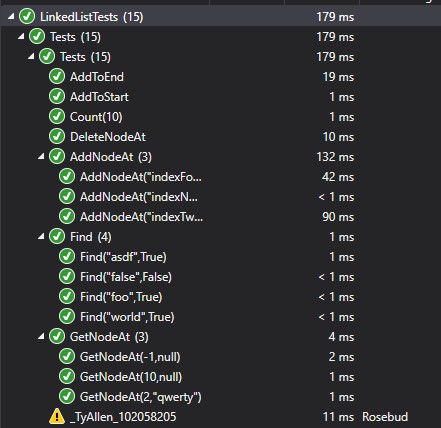 LinkedListTests (15) 179 ms
Tests (15) 179 ms
Tests (15) 179 ms
AddToEnd 19 ms
AddToStart 1 ms
Count(10) 1 ms
DeleteNodeAt 10 ms
AddNodeAt (3) 132 ms
AddNodeAt("indexFo... 42 ms
AddNodeAt("indexN... < 1 ms
AddNodeAt("indexTw... 90 ms
Find (4) 1 ms
Find("asdf",True) 1 ms
Find("false",False) < 1 ms
Find("foo",True) < 1 ms
Find("world",True) < 1 ms
GetNodeAt (3) 4 ms
GetNodeAt(-1,null) 2 ms
GetNodeAt(10,null) 1 ms
GetNodeAt(2,"qwerty") 1 ms
_TyAllen_102058205 11 ms Rosebud